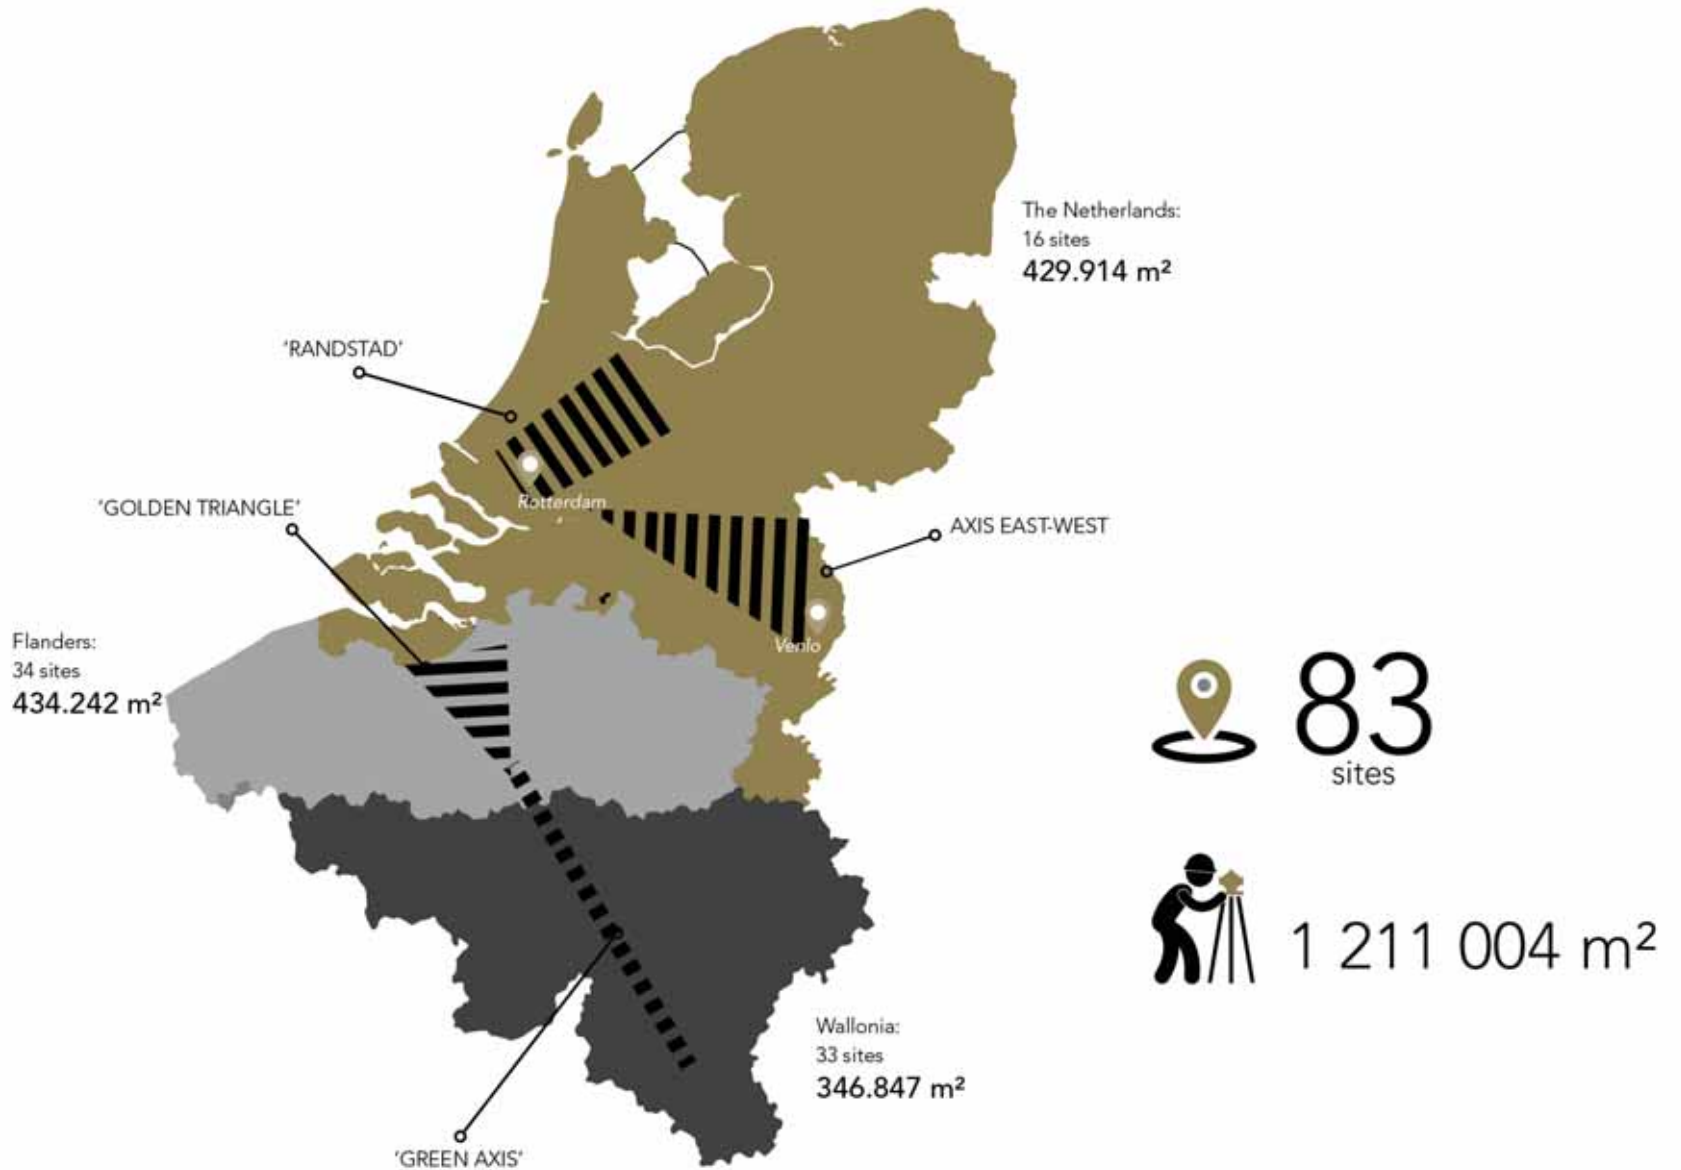 The Netherlands:
16 sites
429.914 m²
'RANDSTAD'
Rotterdam
'GOLDEN TRIANGLE'
AXIS EAST-WEST
Flanders:
34 sites
434.242 m²
Venlo
83
sites
1 211 004 m²
Wallonia:
33 sites
346.847 m²
'GREEN AXIS'